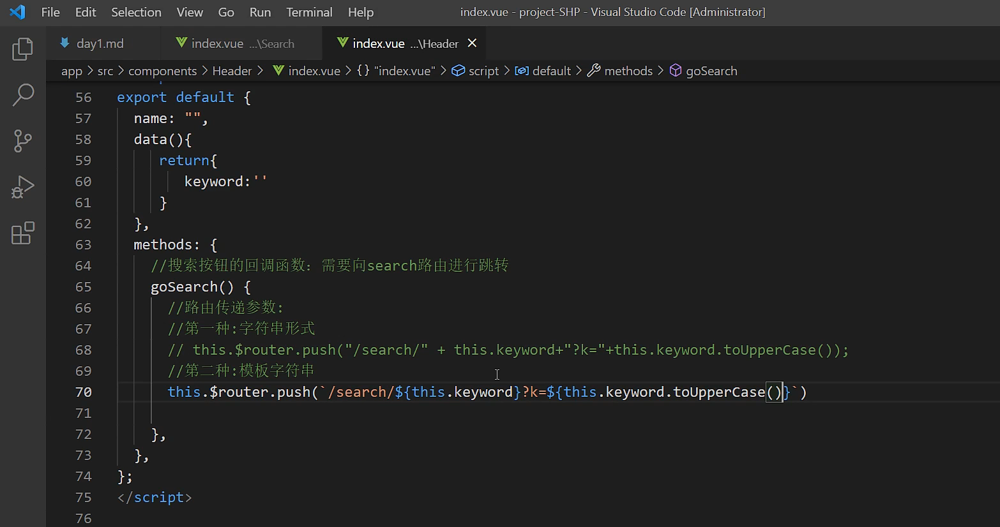 File Edit Selection View Go Run Terminal Help index.vue - project-SHP - Visual Studio Code [Administrator]
day1.md index.vue ...\Search index.vue ...\Header ×
app > src > components > Header > index.vue > {} "index.vue" > script > default > methods > goSearch
56 export default {
57 name: "",
58 data(){
59 return{
60 keyword:''
61 }
62 },
63 methods: {
64 //搜索按钮的回调函数: 需要向search路由进行跳转
65 goSearch() {
66 //路由传递参数:
67 //第一种:字符串形式
68 // this.$router.push("/search/" + this.keyword+"?k="+this.keyword.toUpperCase());
69 //第二种:模板字符串
70 this.$router.push(`/search/${this.keyword}?k=${this.keyword.toUpperCase()}`)
71
72 },
73 },
74 };
75 </script>
76